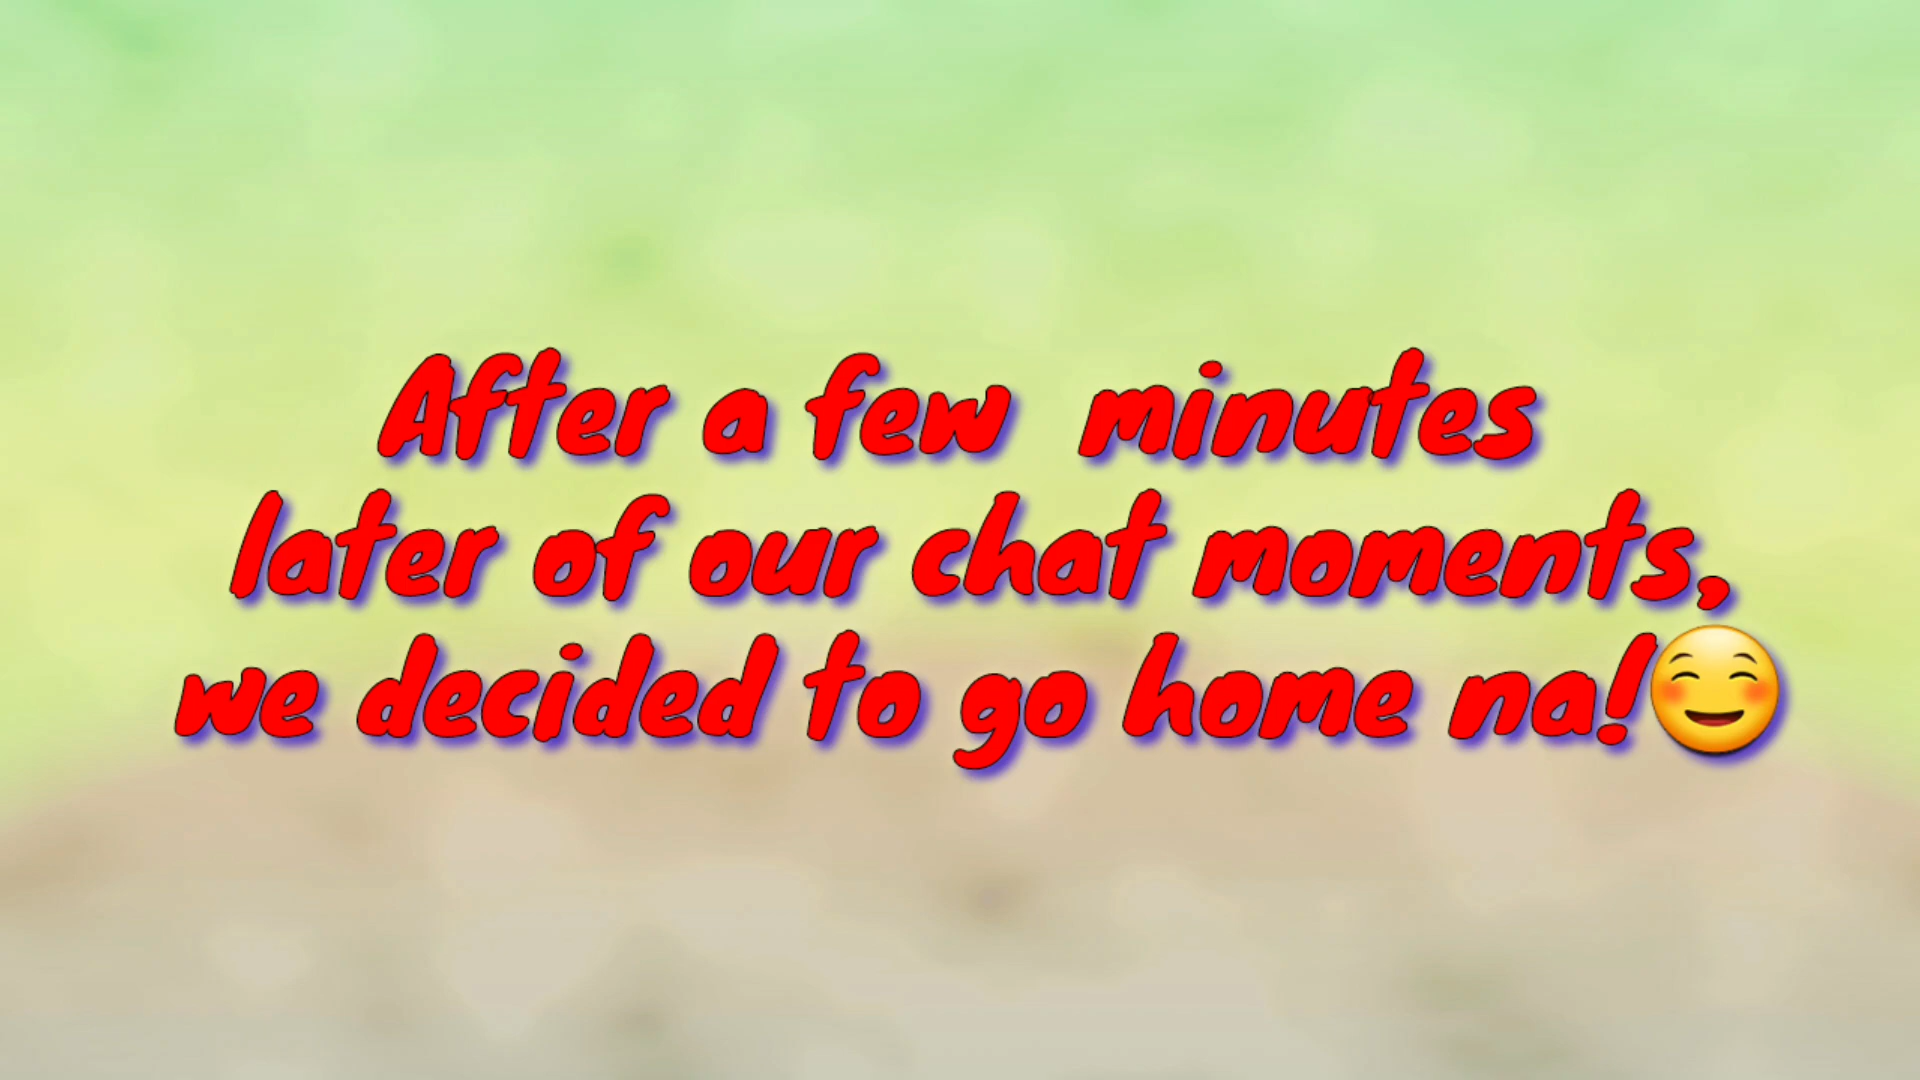 After a few  minutes
later of our chat moments,
we decided to go home na!😊